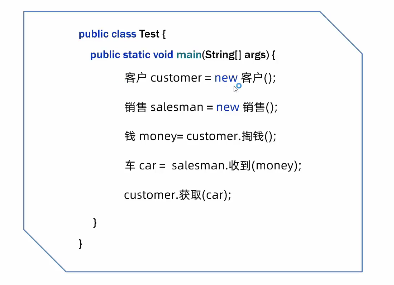 public class Test {
public static void main(String[] args) {
客户 customer = new 客户();
销售 salesman = new 销售();
钱 money= customer.掏钱();
车 car = salesman.收到(money);
customer.获取(car);
}
}